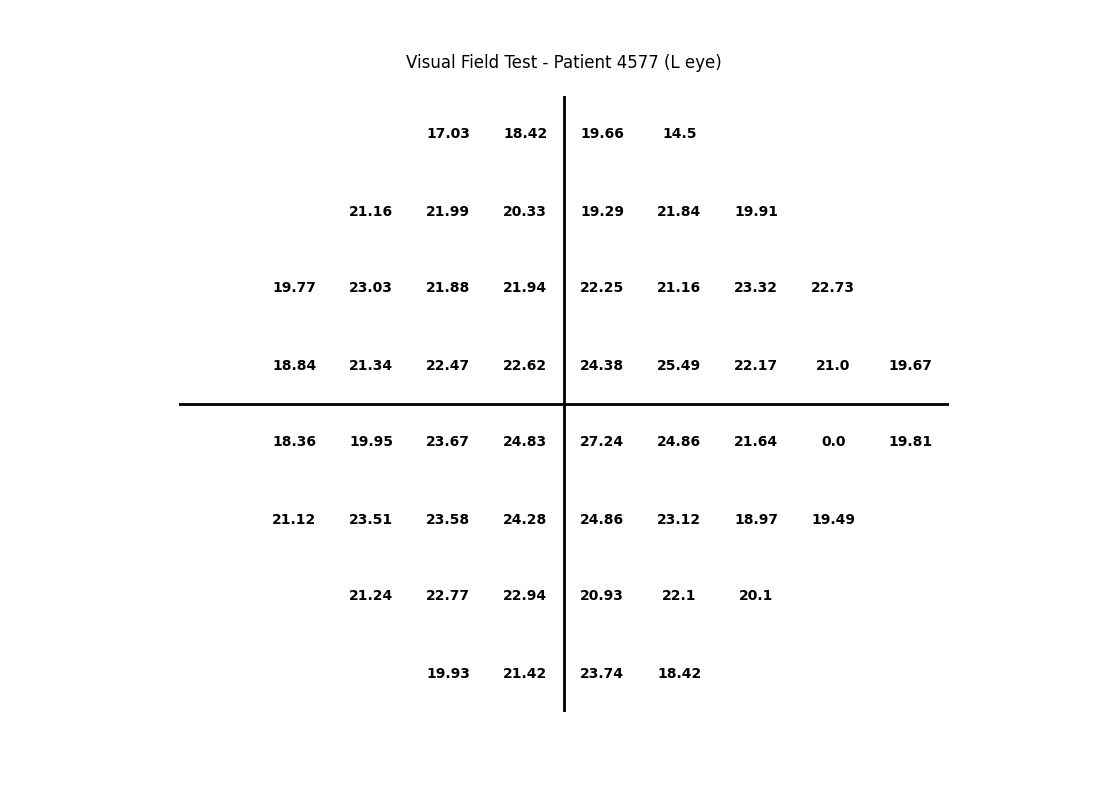 Visual Field Test - Patient 4577 (L eye)
17.03 18.42 19.66 14.5
21.16 21.99 20.33 19.29 21.84 19.91
19.77 23.03 21.88 21.94 22.25 21.16 23.32 22.73
18.84 21.34 22.47 22.62 24.38 25.49 22.17 21.0 19.67
18.36 19.95 23.67 24.83 27.24 24.86 21.64 0.0 19.81
21.12 23.51 23.58 24.28 24.86 23.12 18.97 19.49
21.24 22.77 22.94 20.93 22.1 20.1
19.93 21.42 23.74 18.42